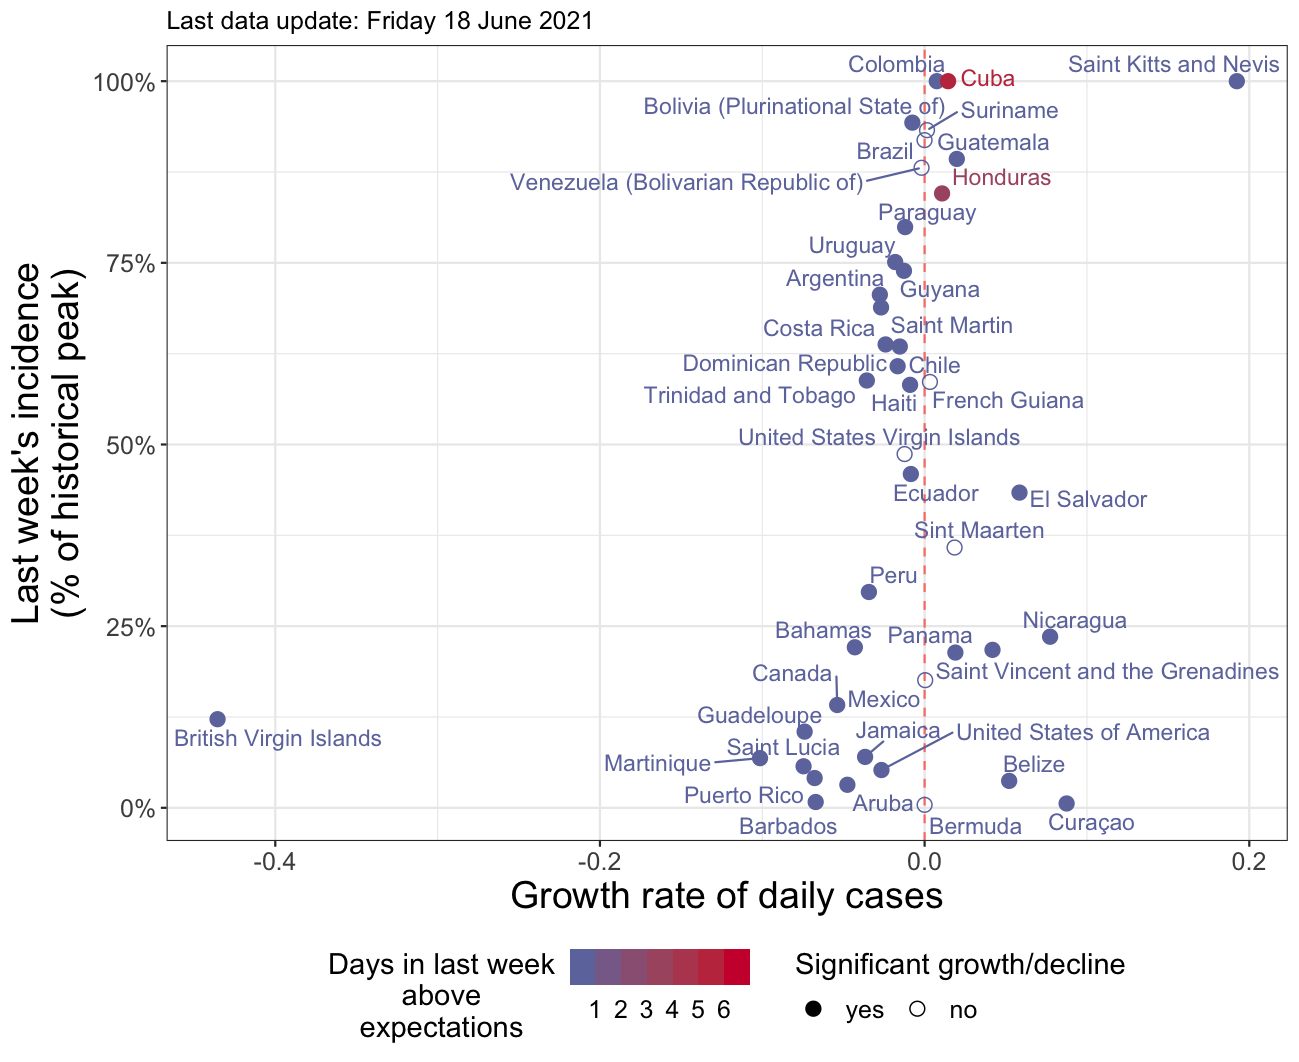 Last data update: Friday 18 June 2021
Last week's incidence
(% of historical peak)
100%
75%
50%
25%
0%
Colombia
Cuba
Saint Kitts and Nevis
Bolivia (Plurinational State of)
Suriname
Brazil
Guatemala
Venezuela (Bolivarian Republic of)
Honduras
Paraguay
Uruguay
Argentina
Guyana
Costa Rica
Saint Martin
Dominican Republic
Chile
Trinidad and Tobago
Haiti
French Guiana
United States Virgin Islands
Ecuador
El Salvador
Sint Maarten
Peru
Nicaragua
Bahamas
Panama
Canada
Saint Vincent and the Grenadines
Mexico
Guadeloupe
British Virgin Islands
Jamaica
United States of America
Saint Lucia
Martinique
Belize
Puerto Rico
Aruba
Barbados
Bermuda
Curaçao
-0.4
-0.2
0.0
0.2
Growth rate of daily cases
Days in last week
above
expectations
1 2 3 4 5 6
Significant growth/decline
yes
no